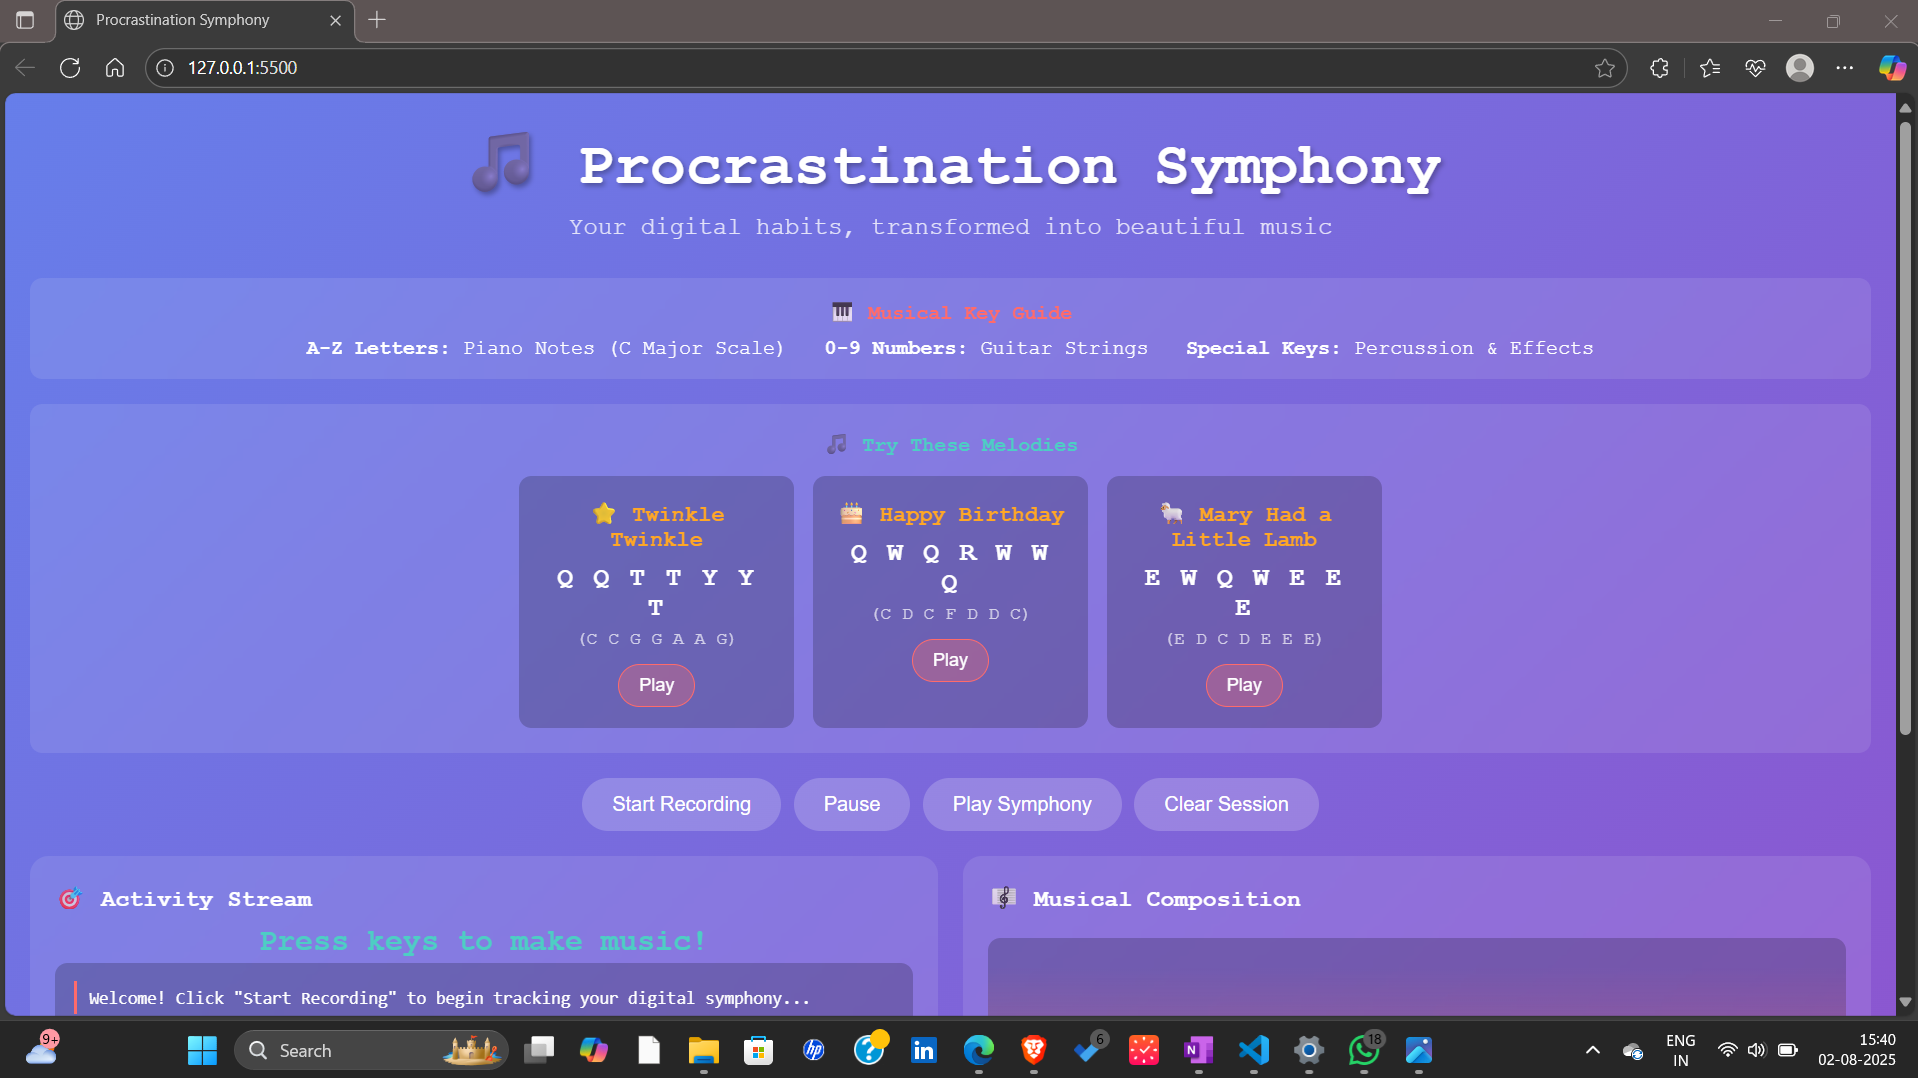 Procrastination Symphony
127.0.0.1:5500
Procrastination Symphony
Your digital habits, transformed into beautiful music
Musical Key Guide
A-Z Letters: Piano Notes (C Major Scale) 0-9 Numbers: Guitar Strings Special Keys: Percussion & Effects
Try These Melodies
Twinkle
Twinkle
Q Q T T Y Y
T
(C C G G A A G)
Play
Happy Birthday
Q W Q R W W
Q
(C D C F D D C)
Play
Mary Had a
Little Lamb
E W Q W E E
E
(E D C D E E E)
Play
Start Recording
Pause
Play Symphony
Clear Session
Activity Stream
Press keys to make music!
Welcome! Click "Start Recording" to begin tracking your digital symphony...
Musical Composition
9+
Search
hp
in
6
N
18
ENG
IN
15:40
02-08-2025